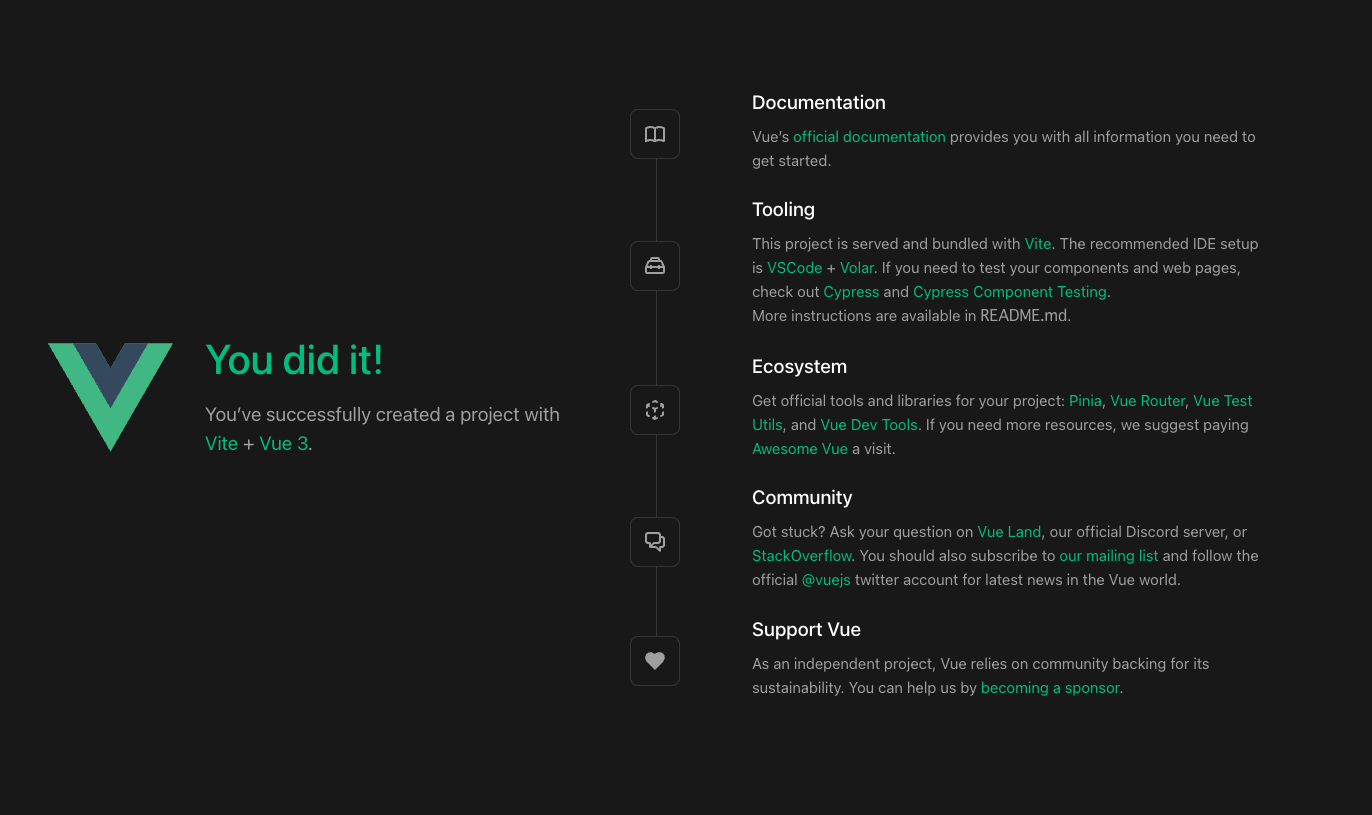 You did it!
You’ve successfully created a project with
Vite + Vue 3.
Documentation
Vue’s official documentation provides you with all information you need to
get started.
Tooling
This project is served and bundled with Vite. The recommended IDE setup
is VSCode + Volar. If you need to test your components and web pages,
check out Cypress and Cypress Component Testing.
More instructions are available in README.md.
Ecosystem
Get official tools and libraries for your project: Pinia, Vue Router, Vue Test
Utils, and Vue Dev Tools. If you need more resources, we suggest paying
Awesome Vue a visit.
Community
Got stuck? Ask your question on Vue Land, our official Discord server, or
StackOverflow. You should also subscribe to our mailing list and follow the
official @vuejs twitter account for latest news in the Vue world.
Support Vue
As an independent project, Vue relies on community backing for its
sustainability. You can help us by becoming a sponsor.